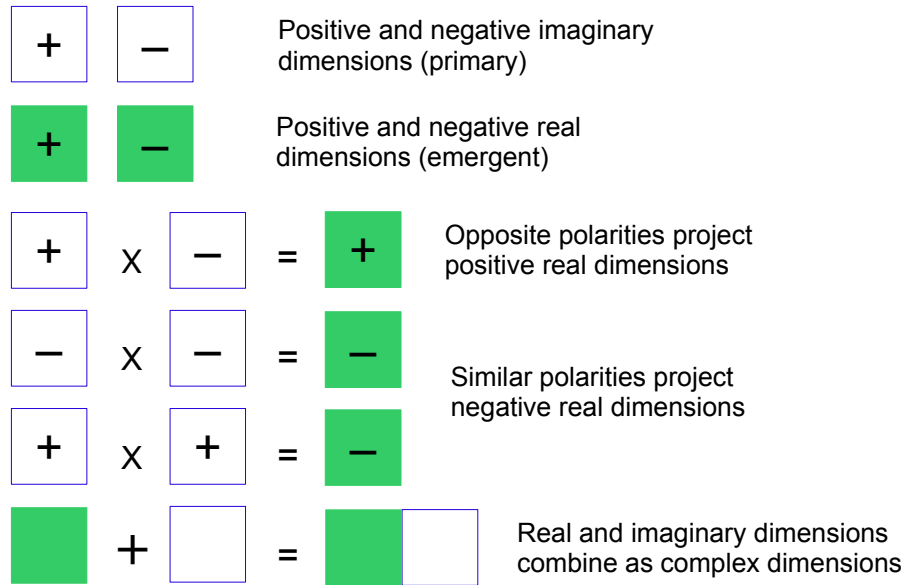 + – Positive and negative imaginary
dimensions (primary)
+ – Positive and negative real
dimensions (emergent)
+ X – = + Opposite polarities project
positive real dimensions
– X – = –
Similar polarities project
negative real dimensions
+ X + = –
+ = Real and imaginary dimensions
combine as complex dimensions